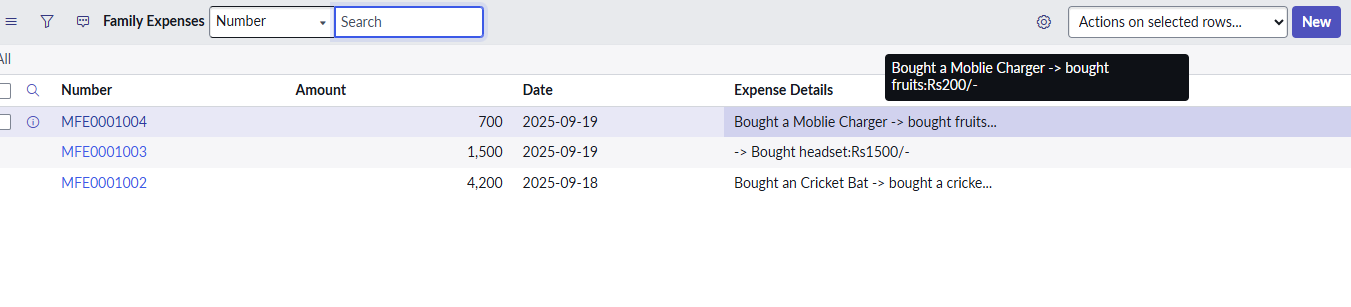 Family Expenses Number Search Actions on selected rows... New
All
Bought a Moblie Charger -> bought
fruits:Rs200/-
Number Amount Date Expense Details
MFE0001004 700 2025-09-19 Bought a Moblie Charger -> bought fruits...
MFE0001003 1,500 2025-09-19 -> Bought headset:Rs1500/-
MFE0001002 4,200 2025-09-18 Bought an Cricket Bat -> bought a cricke...